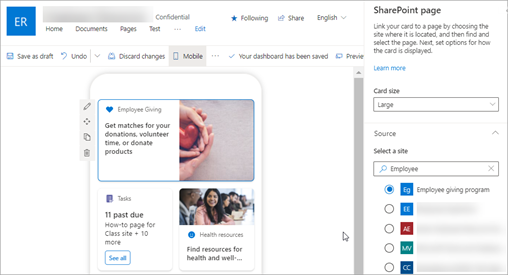 ER
Confidential
Home Documents Pages Test ··· Edit
Following Share English
Save as draft Undo Discard changes Mobile ··· Your dashboard has been saved Preview
Employee Giving
Get matches for your
donations, volunteer
time, or donate
products
Tasks
11 past due
How-to page for
Class site + 10
more
See all
Health resources
Find resources for
health and well-...
SharePoint page
Link your card to a page by choosing the
site where it is located, and then find and
select the page. Next, set options for how
the card is displayed.
Learn more
Card size
Large
Source
Select a site
Employee
Eg Employee giving program
EE
AE
MV
CC